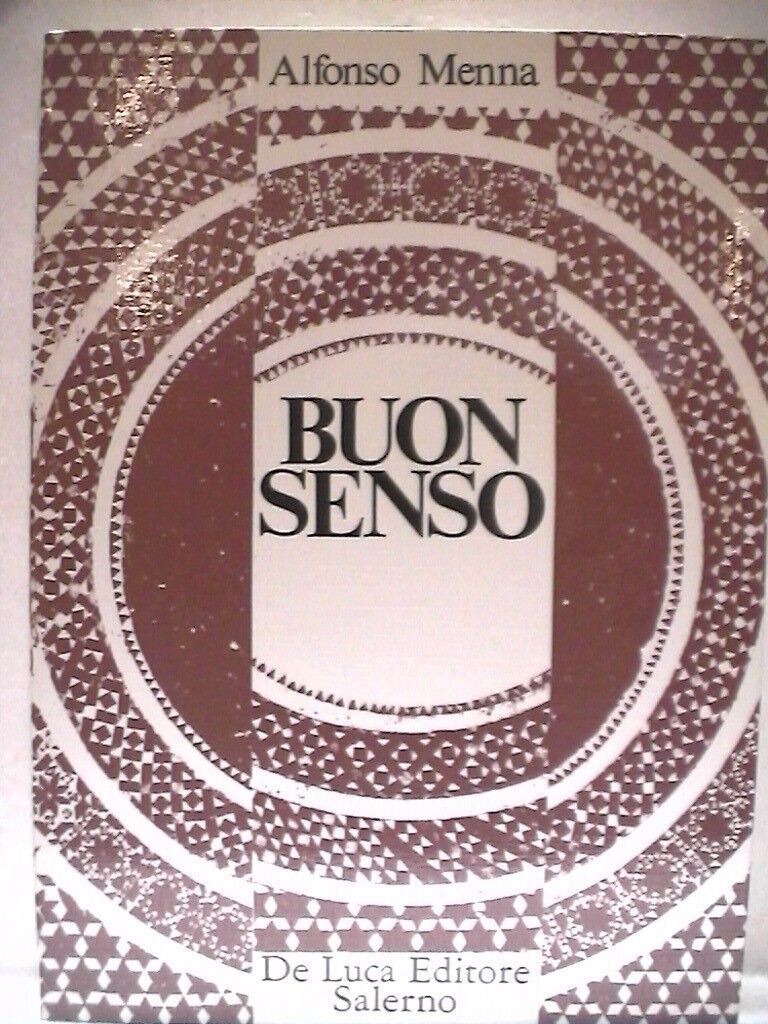 Alfonso Menna
BUON
SENSO
De Luca Editore
Salerno